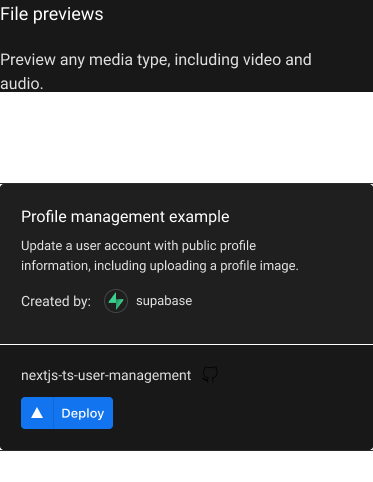 File previews
Preview any media type, including video and
audio.
Profile management example
Update a user account with public profile
information, including uploading a profile image.
Created by: supabase
nextjs-ts-user-management
Deploy